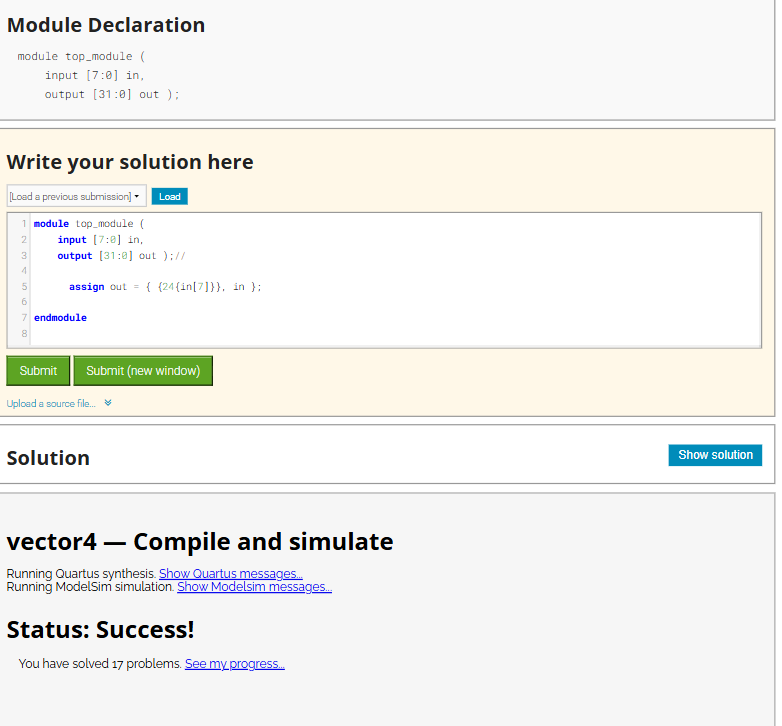 Module Declaration
module top_module (
input [7:0] in,
output [31:0] out );
Write your solution here
[Load a previous submission] Load
1 module top_module (
2 input [7:0] in,
3 output [31:0] out );//
4
5 assign out = { {24{in[7]}}, in };
6
7 endmodule
8
Submit Submit (new window)
Upload a source file...
Solution Show solution
vector4 — Compile and simulate
Running Quartus synthesis. Show Quartus messages...
Running ModelSim simulation. Show Modelsim messages...
Status: Success!
You have solved 17 problems. See my progress...